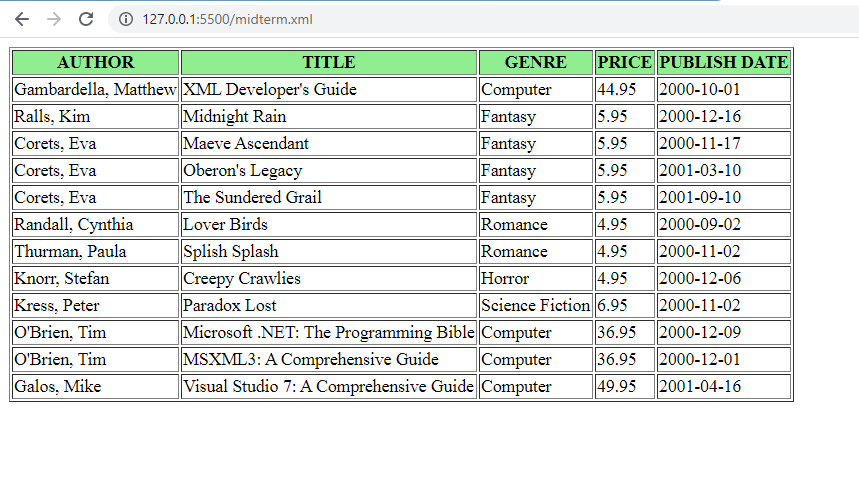 127.0.0.1:5500/midterm.xml
AUTHOR TITLE GENRE PRICE PUBLISH DATE
Gambardella, Matthew XML Developer's Guide Computer 44.95 2000-10-01
Ralls, Kim Midnight Rain Fantasy 5.95 2000-12-16
Corets, Eva Maeve Ascendant Fantasy 5.95 2000-11-17
Corets, Eva Oberon's Legacy Fantasy 5.95 2001-03-10
Corets, Eva The Sundered Grail Fantasy 5.95 2001-09-10
Randall, Cynthia Lover Birds Romance 4.95 2000-09-02
Thurman, Paula Splish Splash Romance 4.95 2000-11-02
Knorr, Stefan Creepy Crawlies Horror 4.95 2000-12-06
Kress, Peter Paradox Lost Science Fiction 6.95 2000-11-02
O'Brien, Tim Microsoft .NET: The Programming Bible Computer 36.95 2000-12-09
O'Brien, Tim MSXML3: A Comprehensive Guide Computer 36.95 2000-12-01
Galos, Mike Visual Studio 7: A Comprehensive Guide Computer 49.95 2001-04-16